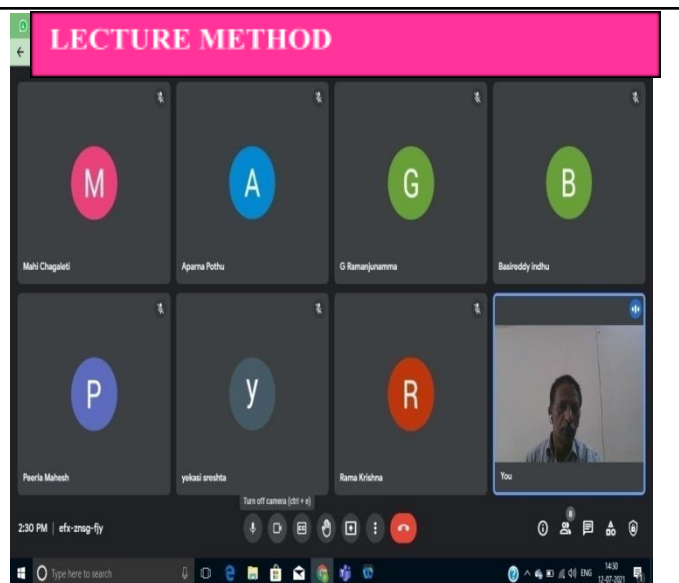 LECTURE METHOD
M
A
G
B
Mahi Chagaleti
Aparna Pothu
G Ramanjunamma
Basireddy indhu
P
y
R
Peerla Mahesh
yekasi sreshta
Rama Krishna
You
Turn off camera (ctrl + e)
8
2:30 PM | efx-znsg-fjy
Type here to search
ENG
14:30
12-07-2021